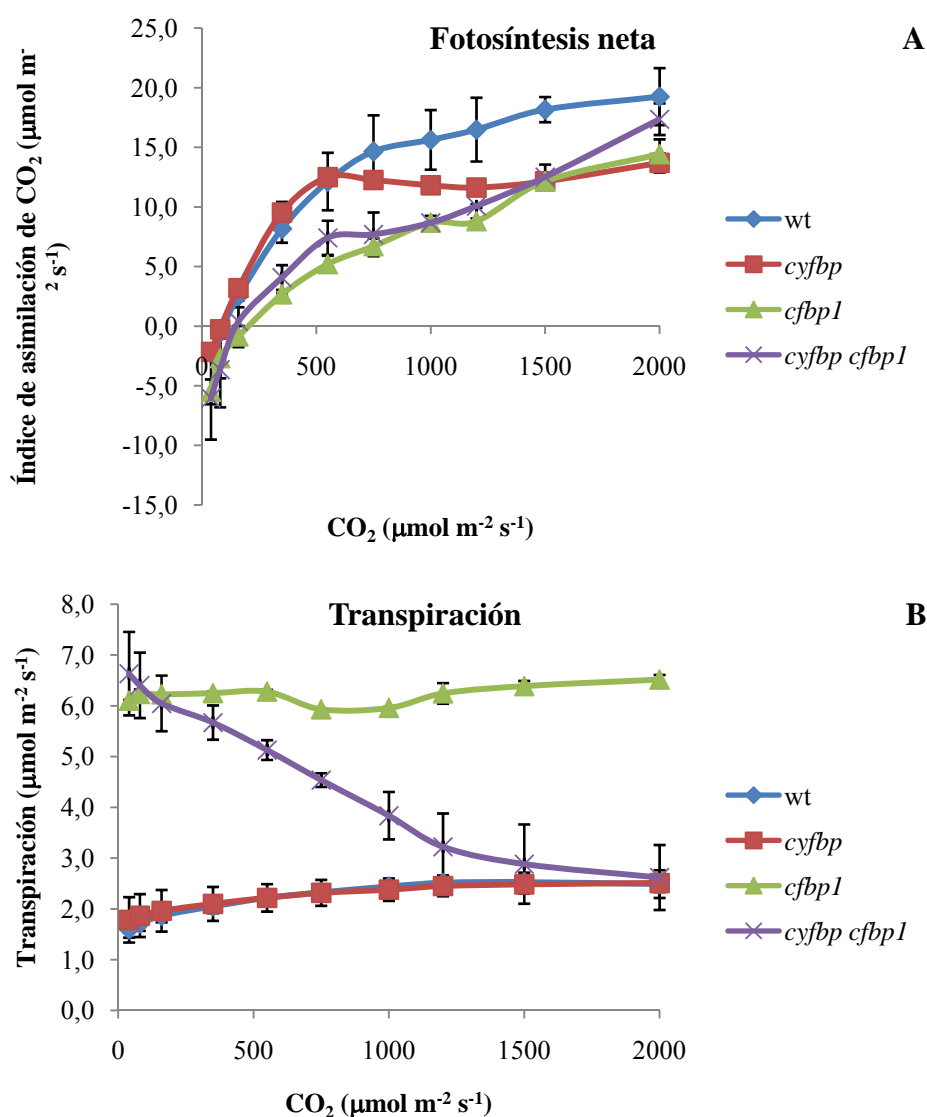 Fotosíntesis neta
A
Índice de asimilación de CO₂ (µmol m⁻
² s⁻¹)
25,0
20,0
15,0
10,0
5,0
0,0
-5,0
-10,0
-15,0
0 500 1000 1500 2000
CO₂ (µmol m⁻² s⁻¹)
wt
cyfbp
cfbp1
cyfbp cfbp1
Transpiración
B
Transpiración (µmol m⁻² s⁻¹)
8,0
7,0
6,0
5,0
4,0
3,0
2,0
1,0
0,0
0 500 1000 1500 2000
CO₂ (µmol m⁻² s⁻¹)
wt
cyfbp
cfbp1
cyfbp cfbp1